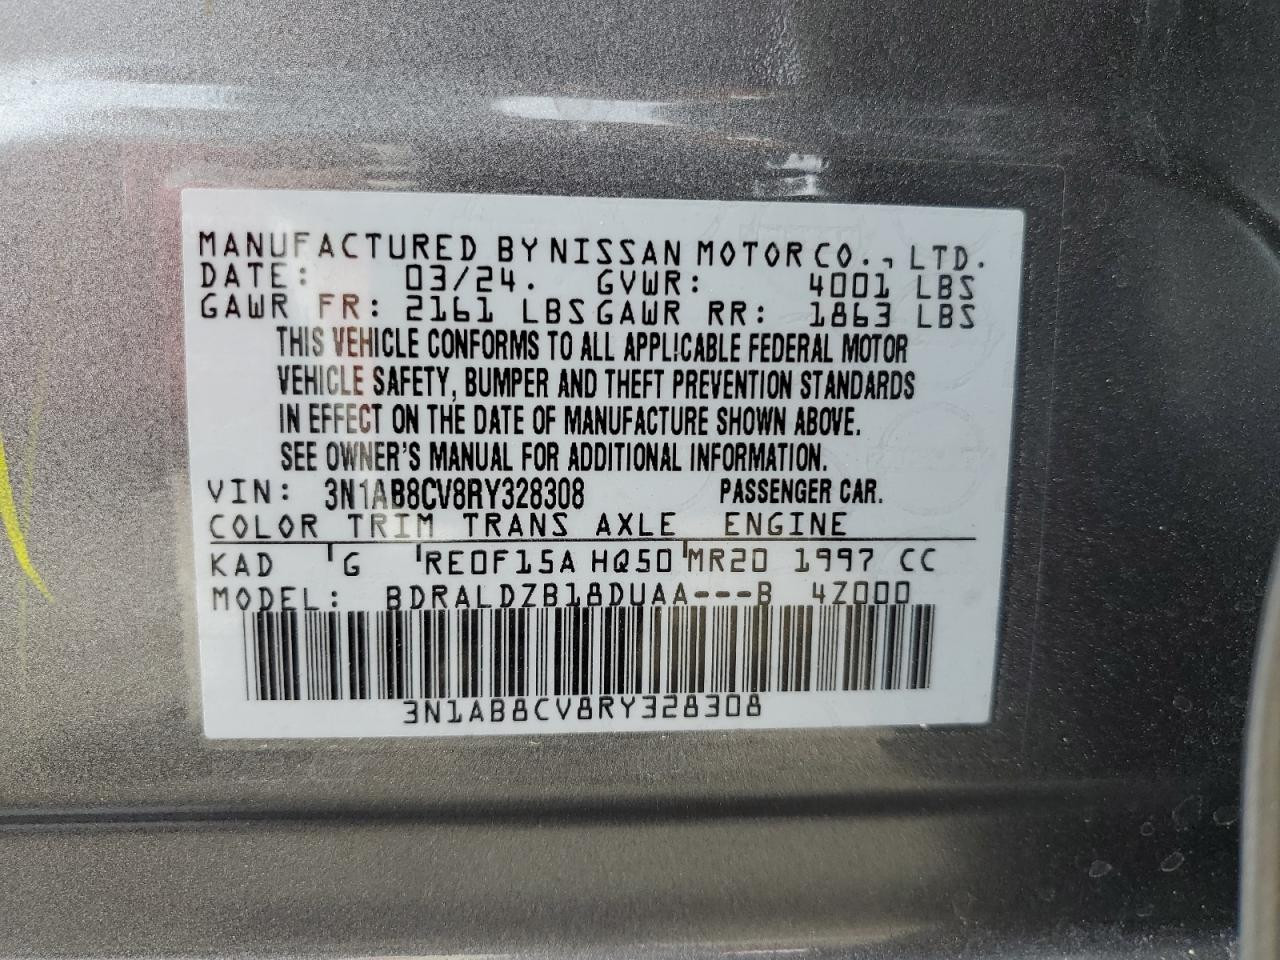 MANUFACTURED BY NISSAN MOTOR CO., LTD.
DATE: 03/24. GVWR: 4001 LBS
GAWR FR: 2161 LBS GAWR RR: 1863 LBS
THIS VEHICLE CONFORMS TO ALL APPLICABLE FEDERAL MOTOR
VEHICLE SAFETY, BUMPER AND THEFT PREVENTION STANDARDS
IN EFFECT ON THE DATE OF MANUFACTURE SHOWN ABOVE.
SEE OWNER'S MANUAL FOR ADDITIONAL INFORMATION.
VIN: 3N1AB8CV8RY328308 PASSENGER CAR.
COLOR TRIM TRANS AXLE ENGINE
KAD G RE0F15A HQ50 MR20 1997 CC
MODEL: BDRALDZB18DUAA---B 4Z000
3N1AB8CV8RY328308